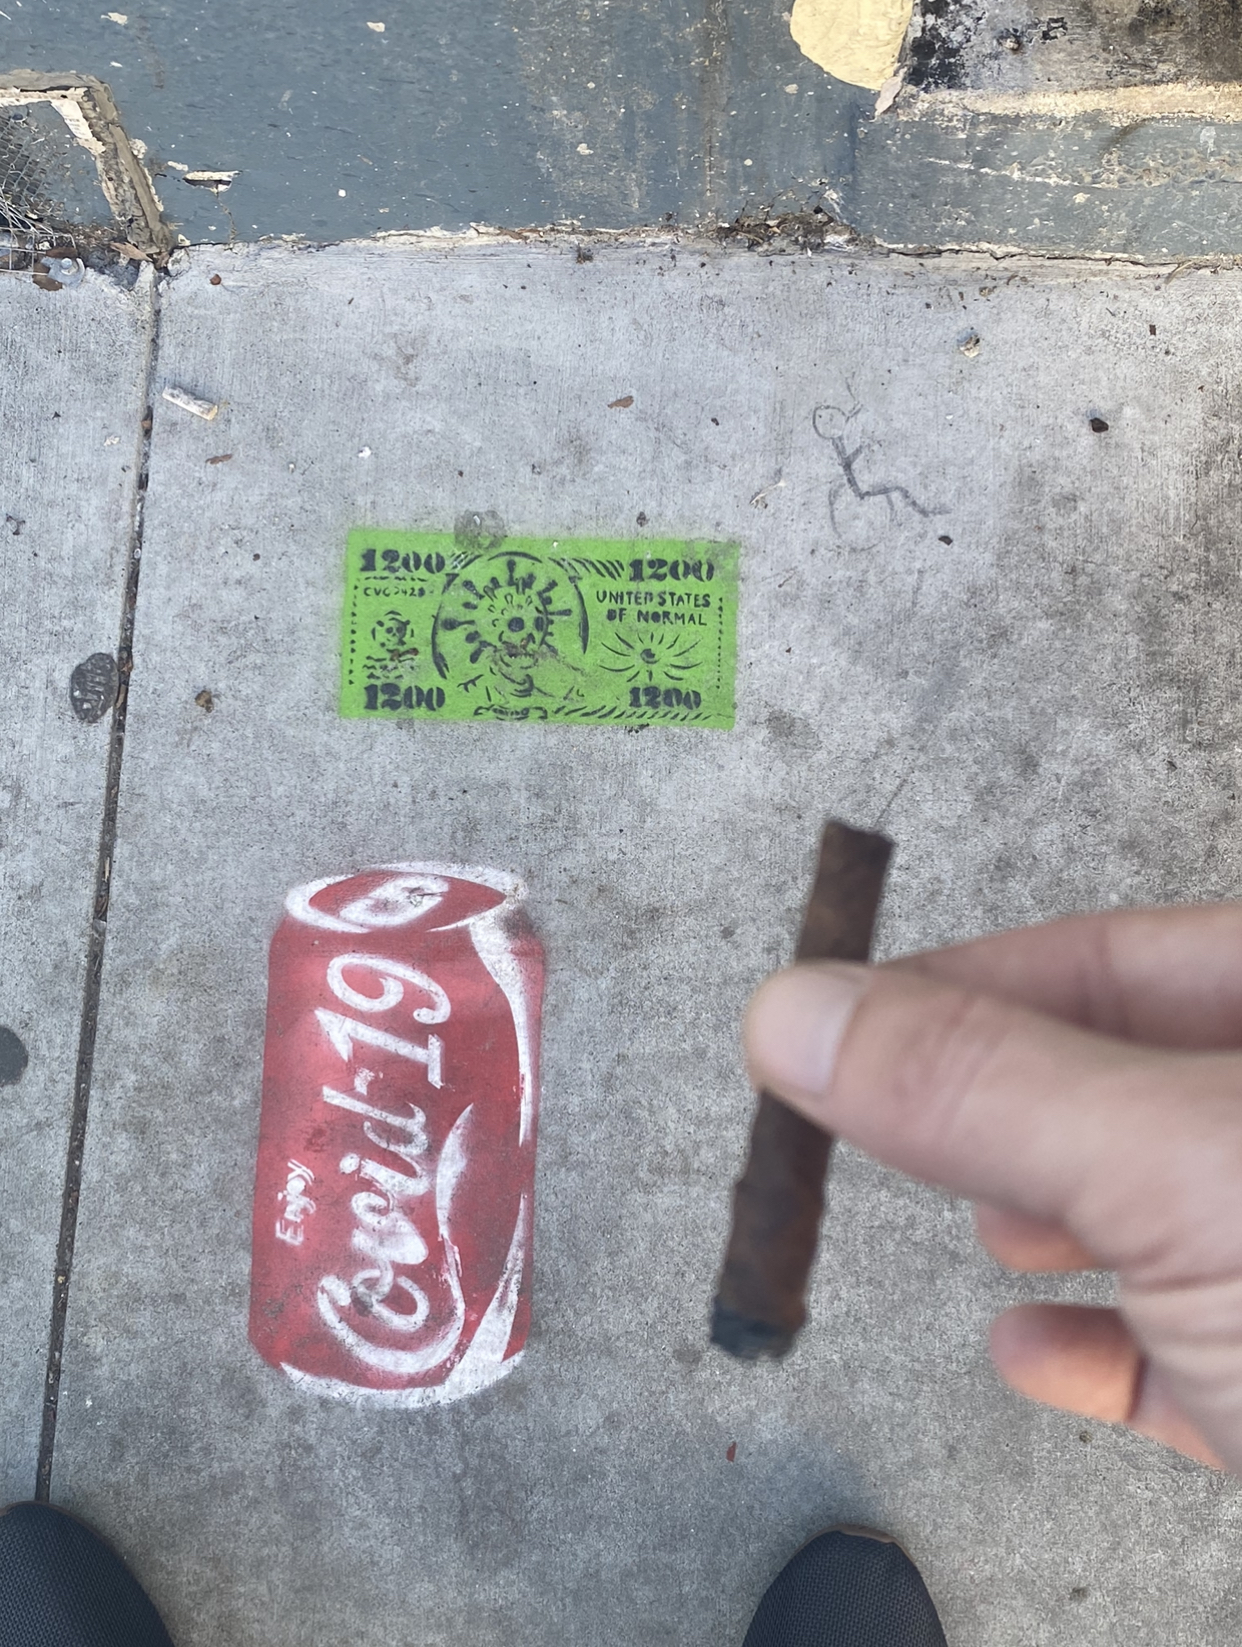 1200 1200
UNITED STATES
OF NORMAL
1200 1200
Enjoy
Covid-19